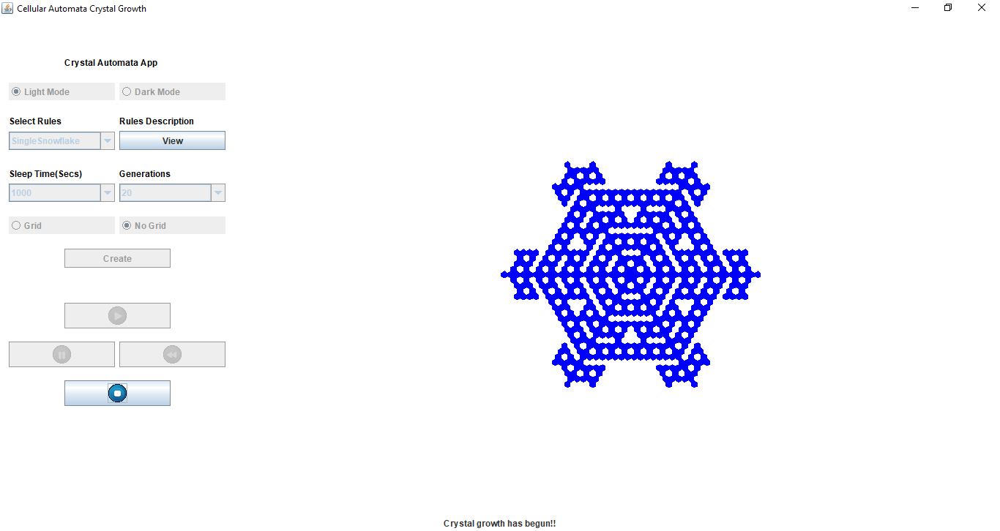 Cellular Automata Crystal Growth
Crystal Automata App
Light Mode Dark Mode
Select Rules Rules Description
SingleSnowflake View
Sleep Time(Secs) Generations
1000 20
Grid No Grid
Create
Crystal growth has begun!!